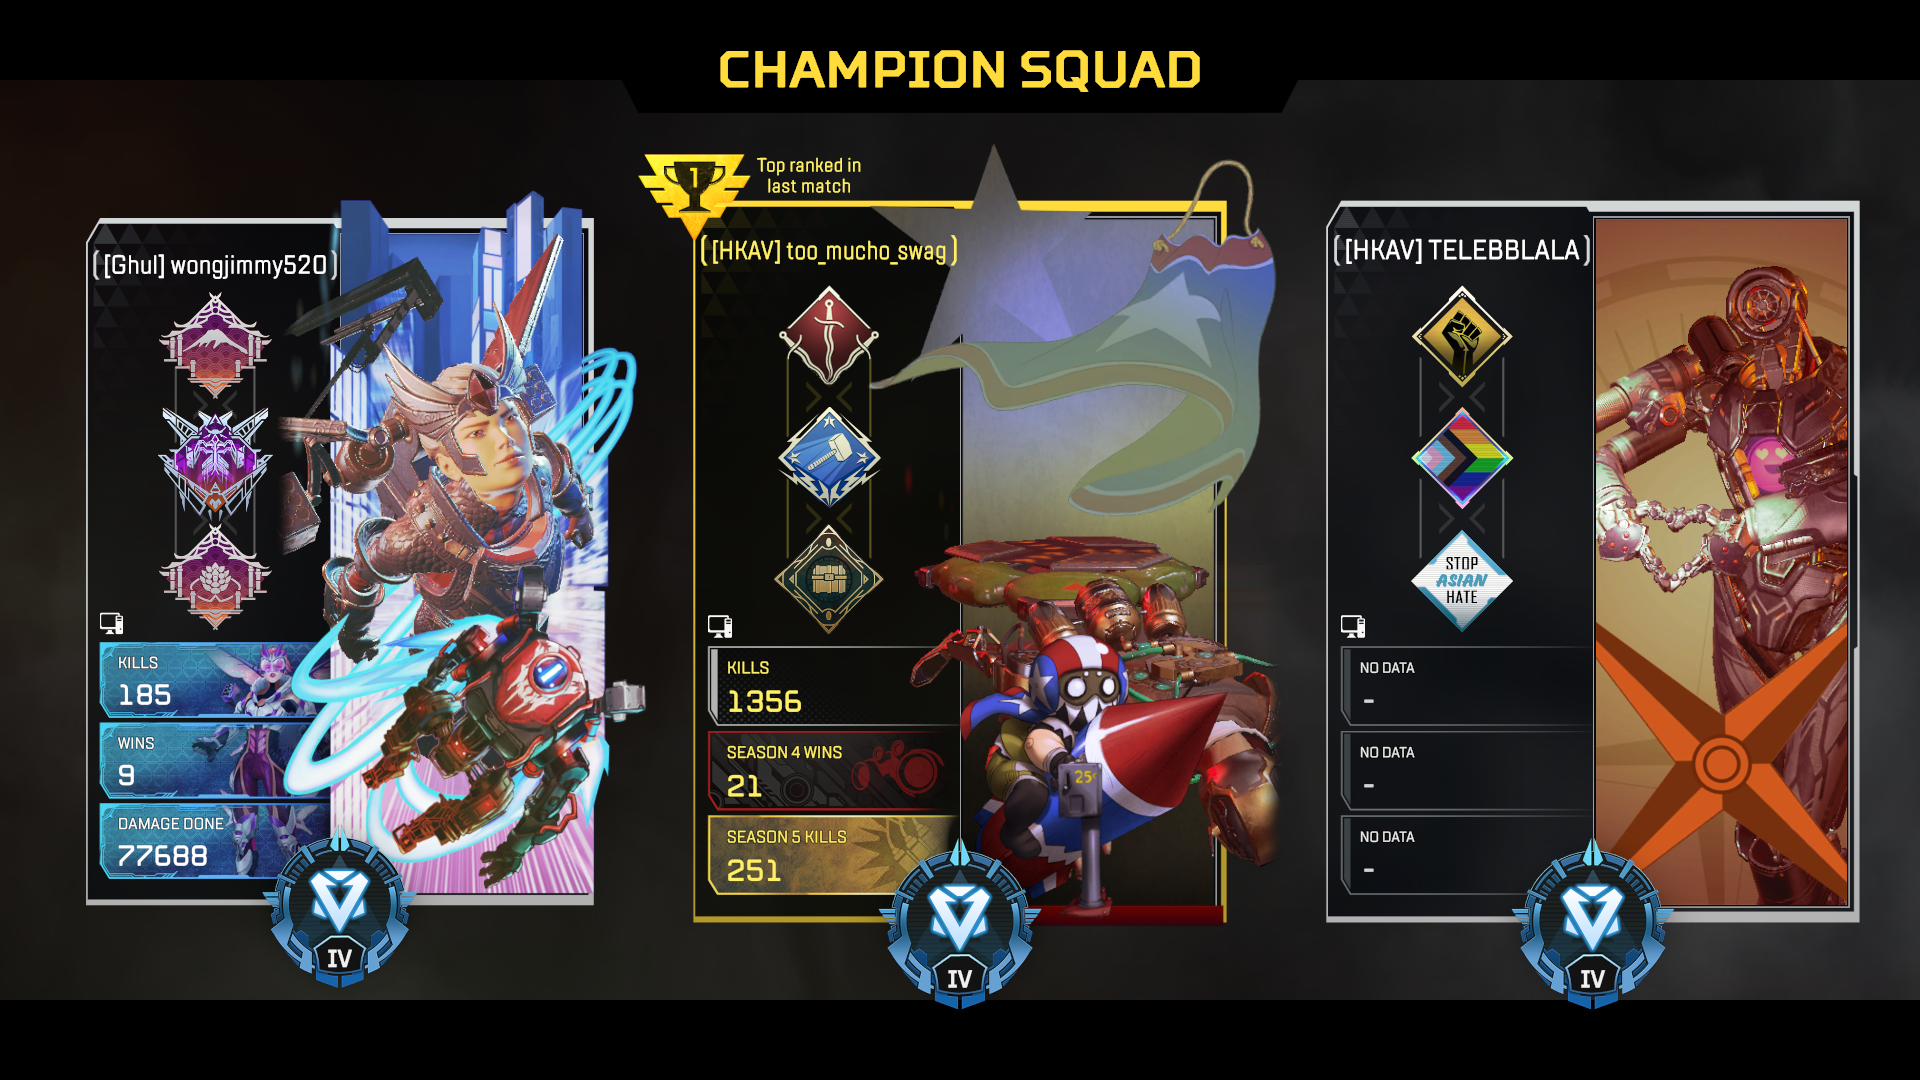 CHAMPION SQUAD
1
Top ranked in
last match
[Ghul] wongjimmy520
KILLS
185
WINS
9
DAMAGE DONE
77688
IV
[HKAV] too_mucho_swag
KILLS
1356
SEASON 4 WINS
21
SEASON 5 KILLS
251
25¢
IV
[HKAV] TELEBBLALA
STOP
ASIAN
HATE
NO DATA
-
NO DATA
-
NO DATA
-
IV